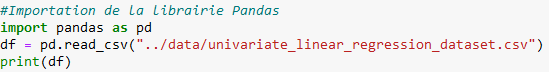 #Importation de la librairie Pandas
import pandas as pd
df = pd.read_csv("../data/univariate_linear_regression_dataset.csv")
print(df)